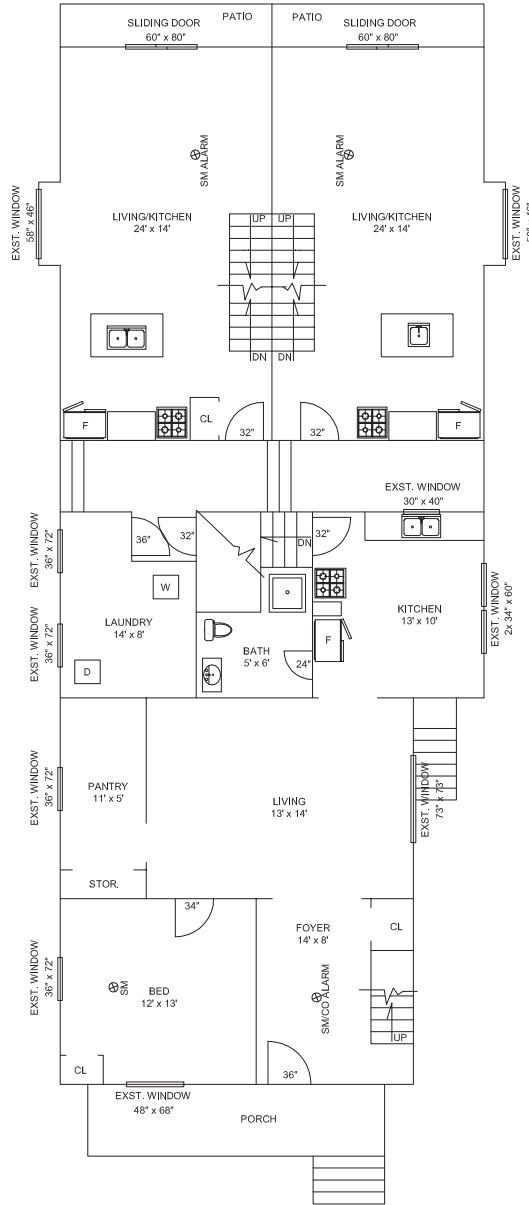 PATIO
PATIO
SLIDING DOOR
60" x 80"
SLIDING DOOR
60" x 80"
SM ALARM
SM ALARM
EXST. WINDOW
58" x 46"
LIVING/KITCHEN
24' x 14'
UP
UP
LIVING/KITCHEN
24' x 14'
EXST. WINDOW
DN
DN
F
CL
32"
32"
F
EXST. WINDOW
30" x 40"
EXST. WINDOW
36" x 72"
36"
32"
DN
32"
W
LAUNDRY
14' x 8'
KITCHEN
13' x 10'
EXST. WINDOW
2x 34" x 60"
EXST. WINDOW
36" x 72"
D
BATH
5' x 6'
24"
F
EXST. WINDOW
36" x 72"
PANTRY
11' x 5'
LIVING
13' x 14'
EXST. WINDOW
73" x 73"
STOR.
34"
FOYER
14' x 8'
CL
EXST. WINDOW
36" x 72"
SM
BED
12' x 13'
SM/CO ALARM
UP
CL
36"
EXST. WINDOW
48" x 68"
PORCH